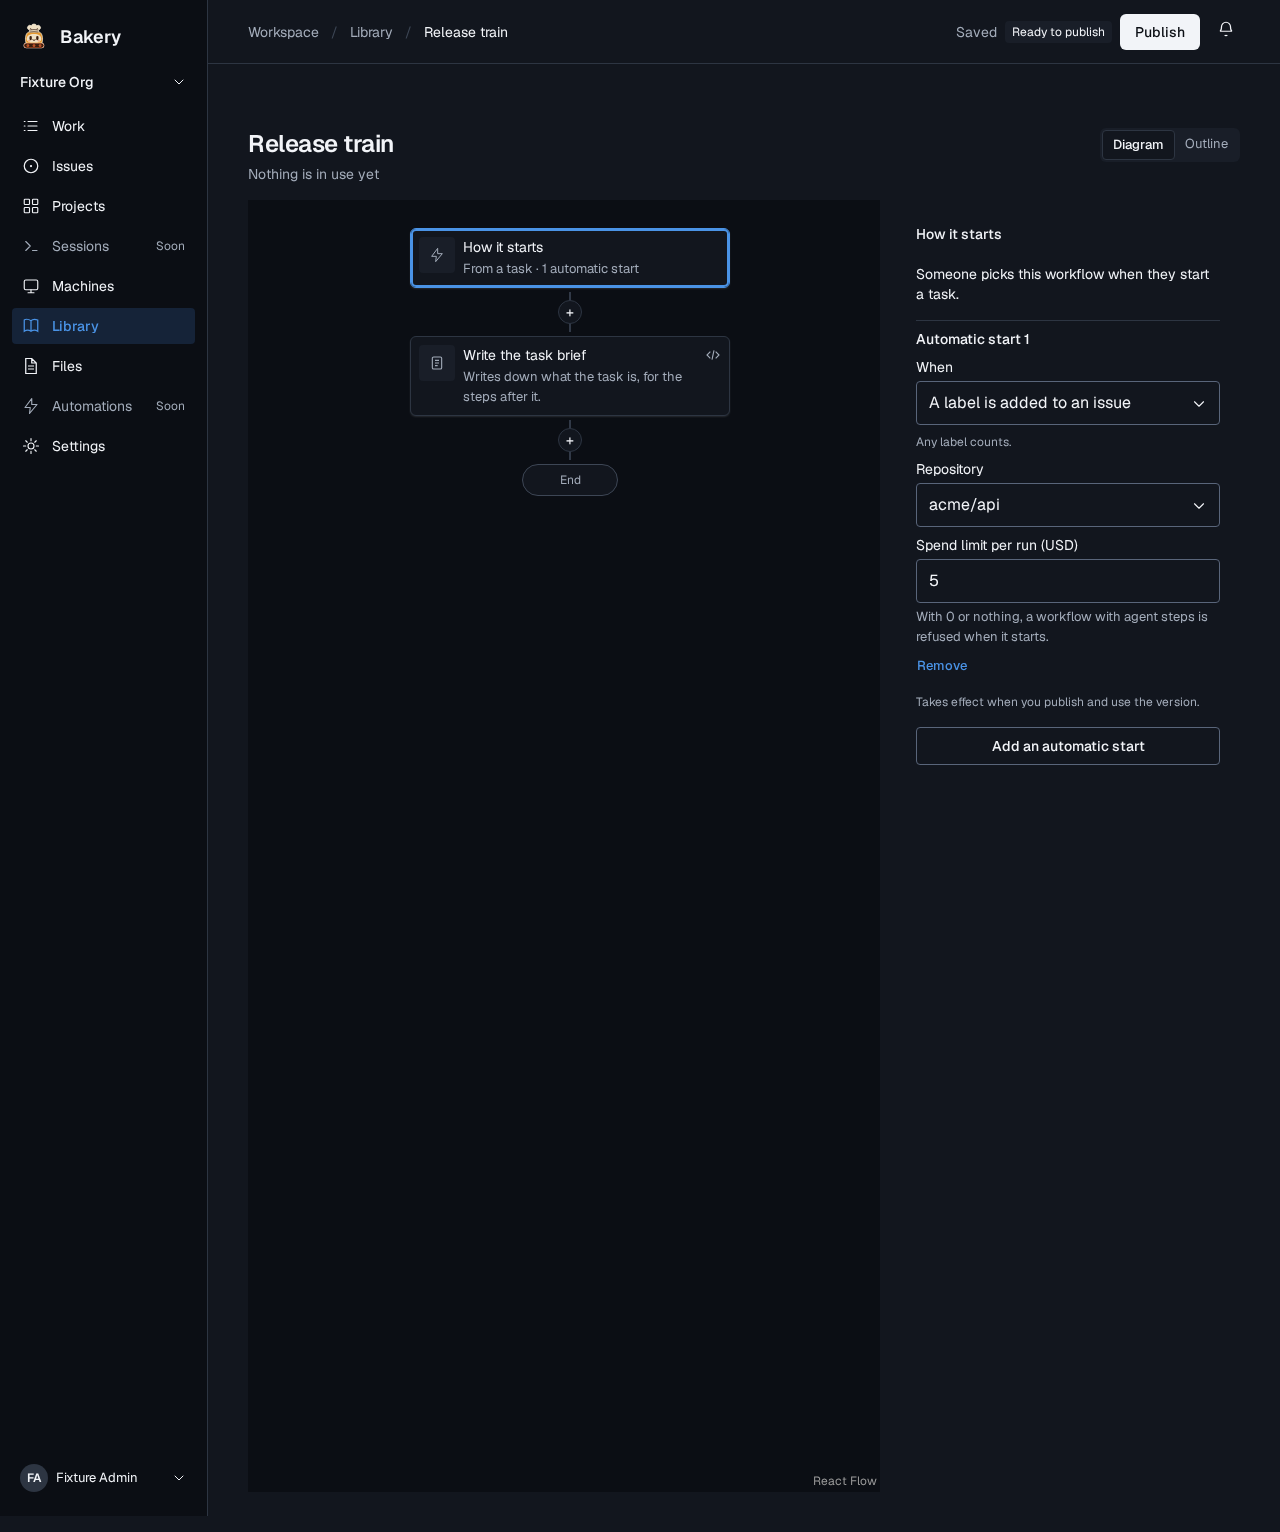 Bakery
Fixture Org
Work
Issues
Projects
Sessions Soon
Machines
Library
Files
Automations Soon
Settings
FA Fixture Admin
Workspace / Library / Release train
Saved Ready to publish Publish
Release train
Nothing is in use yet
Diagram Outline
How it starts
From a task · 1 automatic start
+
Write the task brief
Writes down what the task is, for the
steps after it.
+
End
React Flow
How it starts
Someone picks this workflow when they start
a task.
Automatic start 1
When
A label is added to an issue
Any label counts.
Repository
acme/api
Spend limit per run (USD)
5
With 0 or nothing, a workflow with agent steps is
refused when it starts.
Remove
Takes effect when you publish and use the version.
Add an automatic start